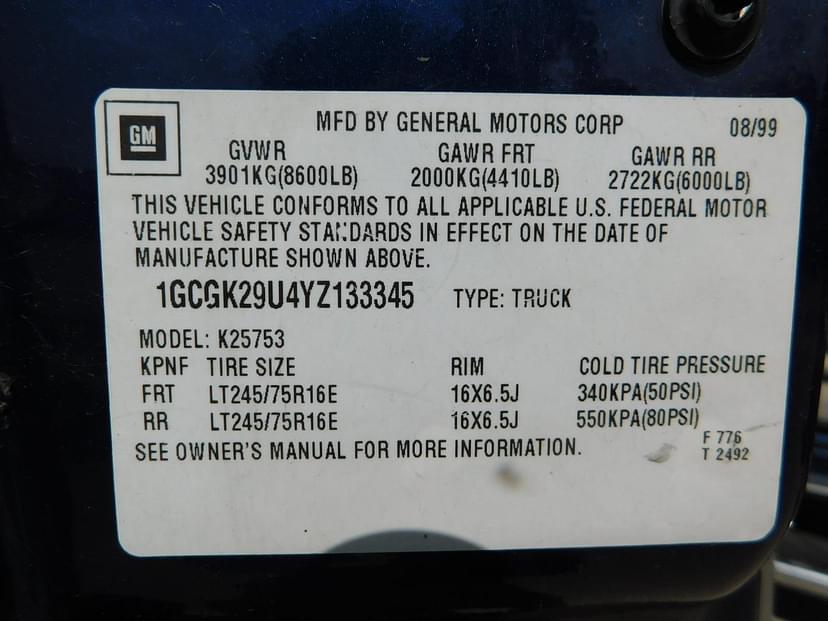 GM
MFD BY GENERAL MOTORS CORP 08/99
GVWR GAWR FRT GAWR RR
3901KG(8600LB) 2000KG(4410LB) 2722KG(6000LB)
THIS VEHICLE CONFORMS TO ALL APPLICABLE U.S. FEDERAL MOTOR
VEHICLE SAFETY STANDARDS IN EFFECT ON THE DATE OF
MANUFACTURE SHOWN ABOVE.
1GCGK29U4YZ133345 TYPE: TRUCK
MODEL: K25753
KPNF TIRE SIZE RIM COLD TIRE PRESSURE
FRT LT245/75R16E 16X6.5J 340KPA(50PSI)
RR LT245/75R16E 16X6.5J 550KPA(80PSI)
SEE OWNER'S MANUAL FOR MORE INFORMATION.
F 776
T 2492